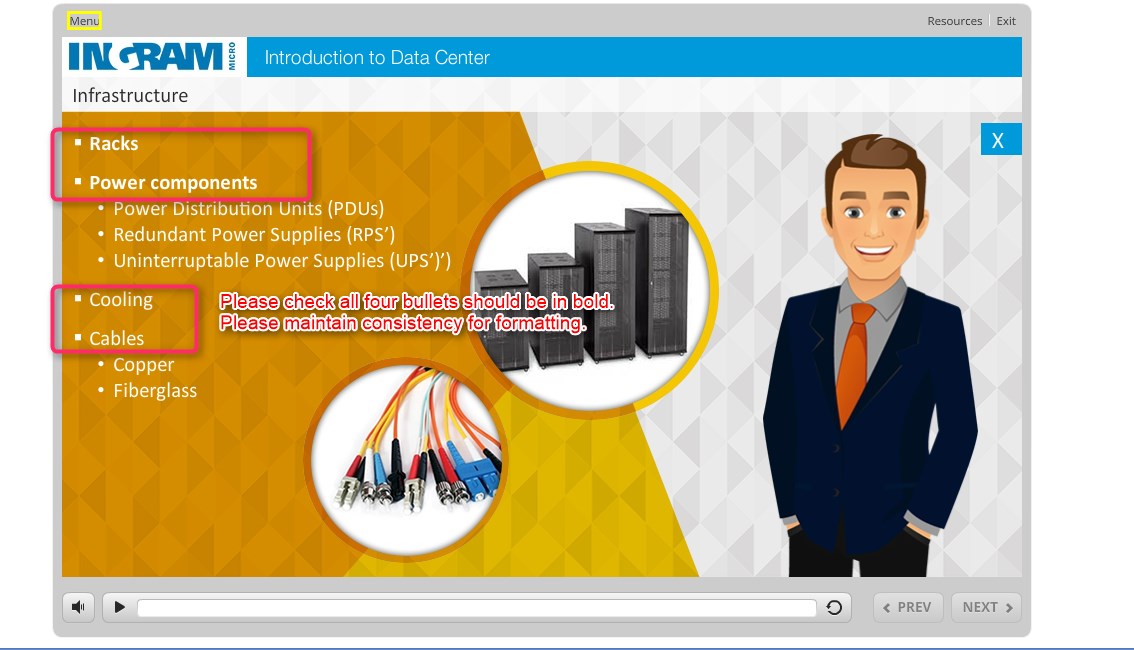 Menu
Resources
Exit
INGRAM MICRO
Introduction to Data Center
Infrastructure
▪ Racks
X
▪ Power components
• Power Distribution Units (PDUs)
• Redundant Power Supplies (RPS’)
• Uninterruptable Power Supplies (UPS’)’)
▪ Cooling
Please check all four bullets should be in bold.
Please maintain consistency for formatting.
▪ Cables
• Copper
• Fiberglass
PREV
NEXT